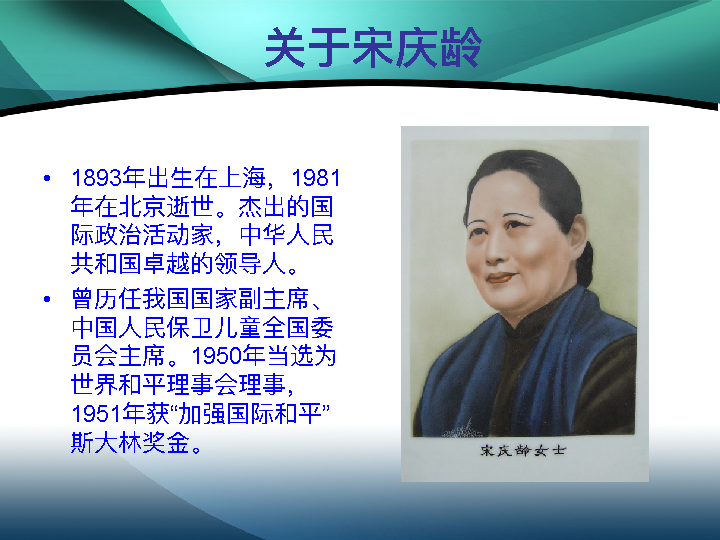 关于宋庆龄
• 1893年出生在上海，1981
年在北京逝世。杰出的国
际政治活动家，中华人民
共和国卓越的领导人。
• 曾历任我国国家副主席、
中国人民保卫儿童全国委
员会主席。1950年当选为
世界和平理事会理事，
1951年获“加强国际和平”
斯大林奖金。
宋庆龄女士